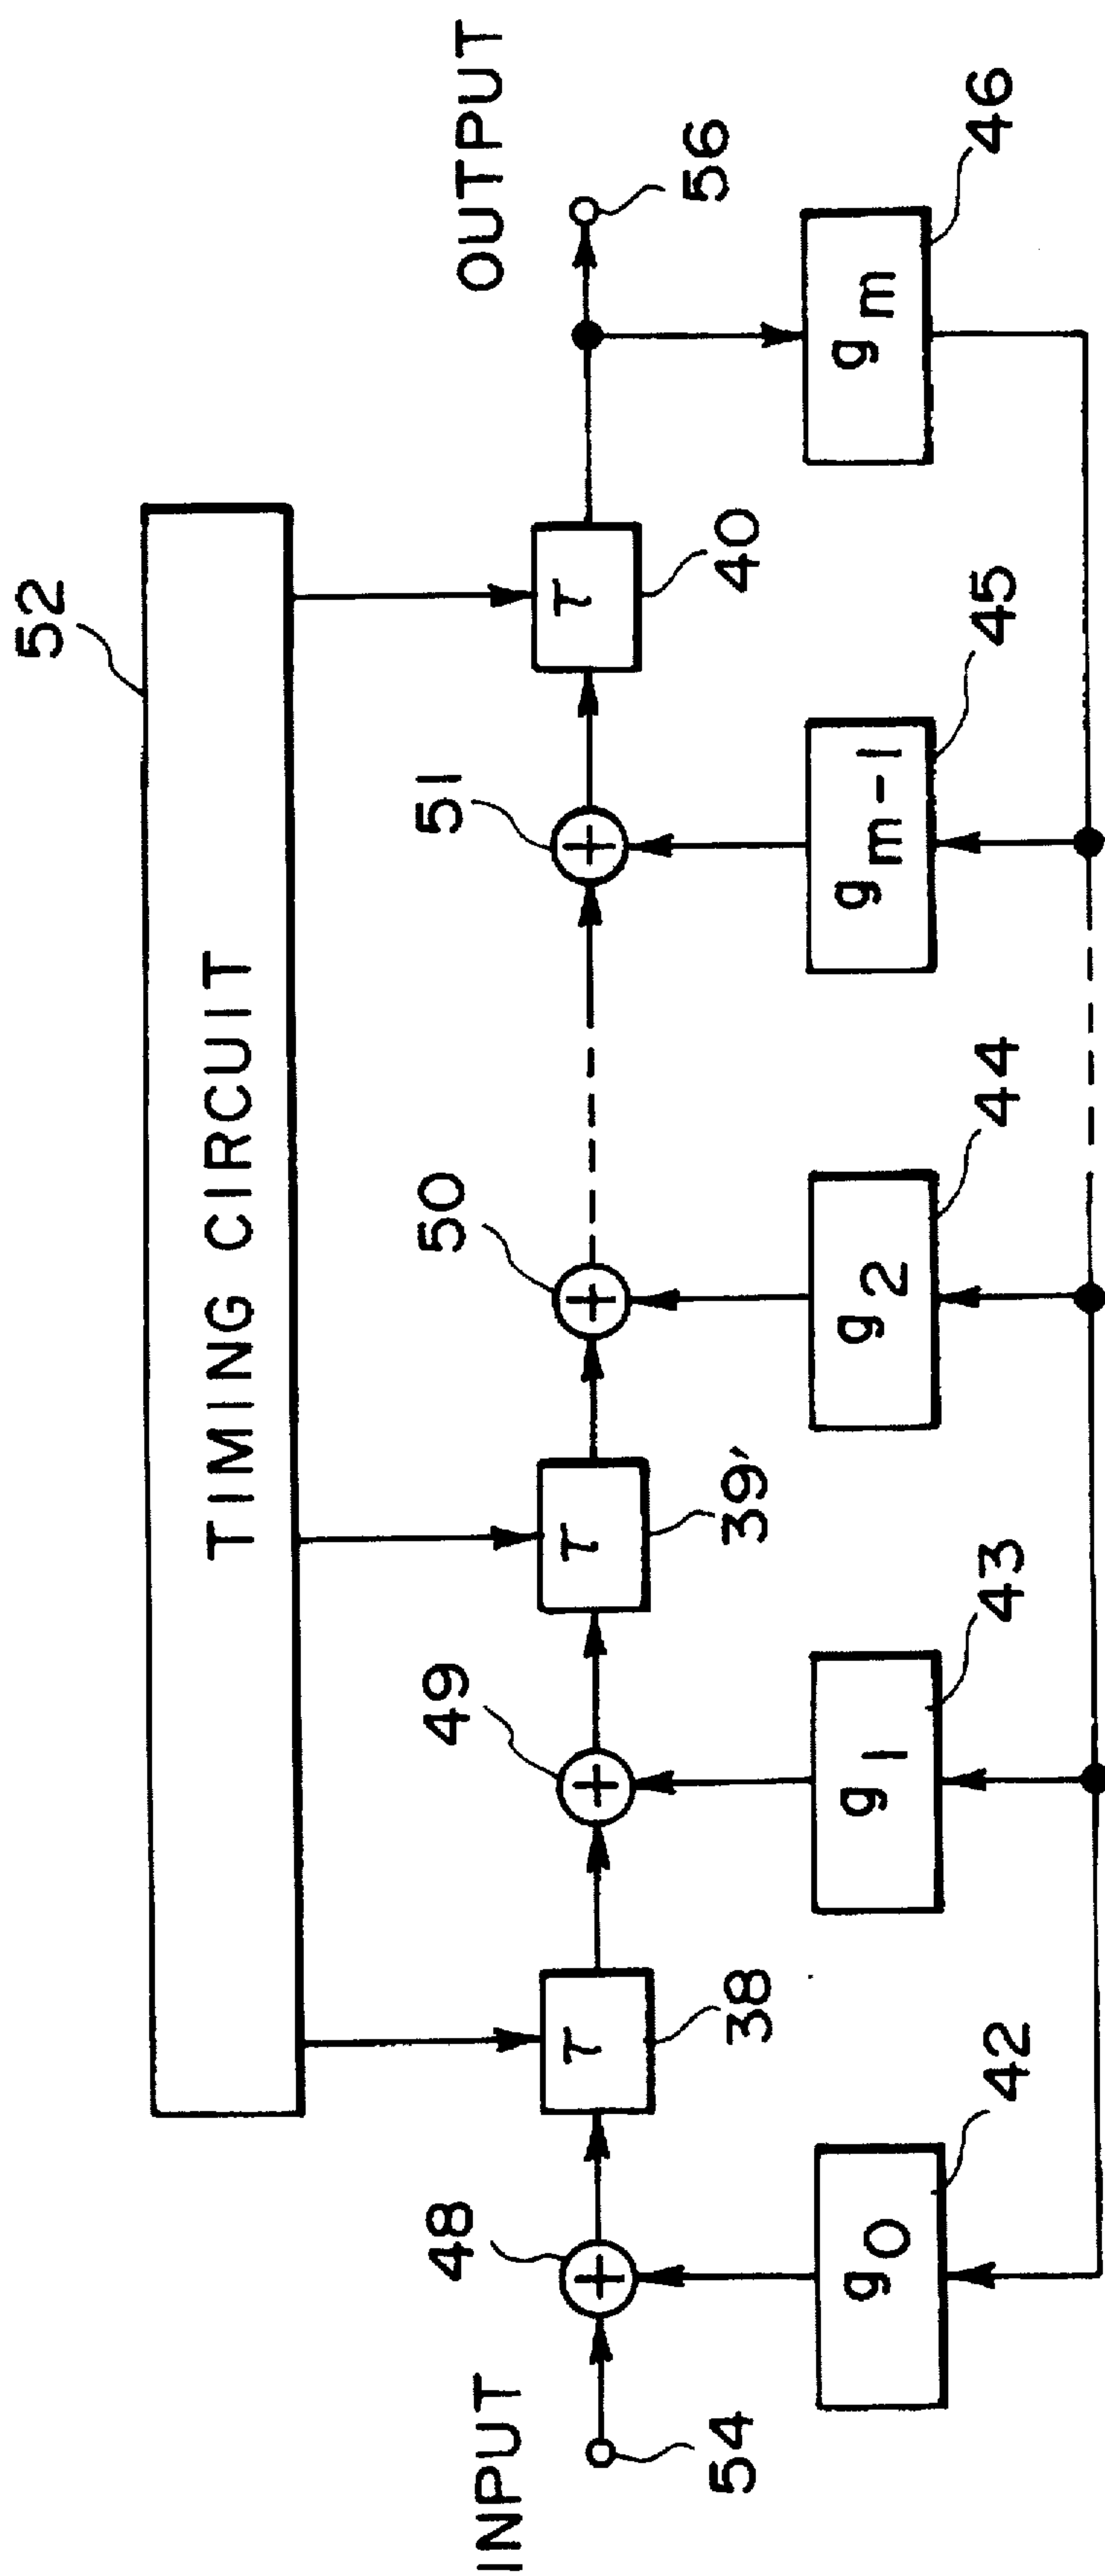 52
TIMING CIRCUIT
INPUT
OUTPUT
48
49
50
51
τ
τ
τ
54
38
39'
40
56
g0
g1
g2
gm-1
gm
42
43
44
45
46